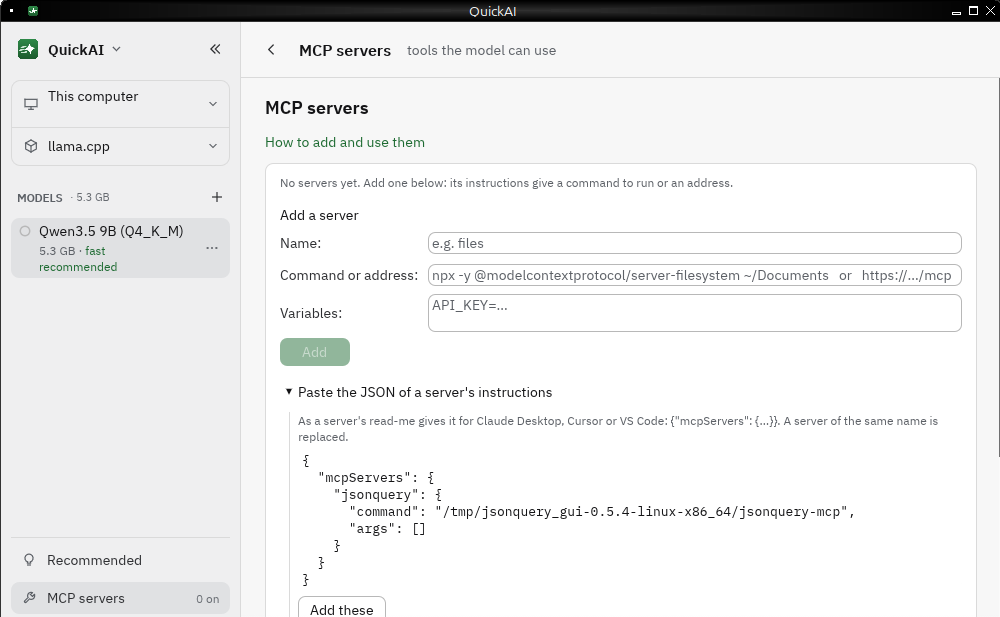 QuickAI
QuickAI
This computer
llama.cpp
MODELS · 5.3 GB
Qwen3.5 9B (Q4_K_M)
5.3 GB · fast
recommended
Recommended
MCP servers 0 on
MCP servers tools the model can use
MCP servers
How to add and use them
No servers yet. Add one below: its instructions give a command to run or an address.
Add a server
Name: e.g. files
Command or address: npx -y @modelcontextprotocol/server-filesystem ~/Documents or https://.../mcp
Variables: API_KEY=...
Add
Paste the JSON of a server's instructions
As a server's read-me gives it for Claude Desktop, Cursor or VS Code: {"mcpServers": {...}}. A server of the same name is
replaced.
{
"mcpServers": {
"jsonquery": {
"command": "/tmp/jsonquery_gui-0.5.4-linux-x86_64/jsonquery-mcp",
"args": []
}
}
}
Add these